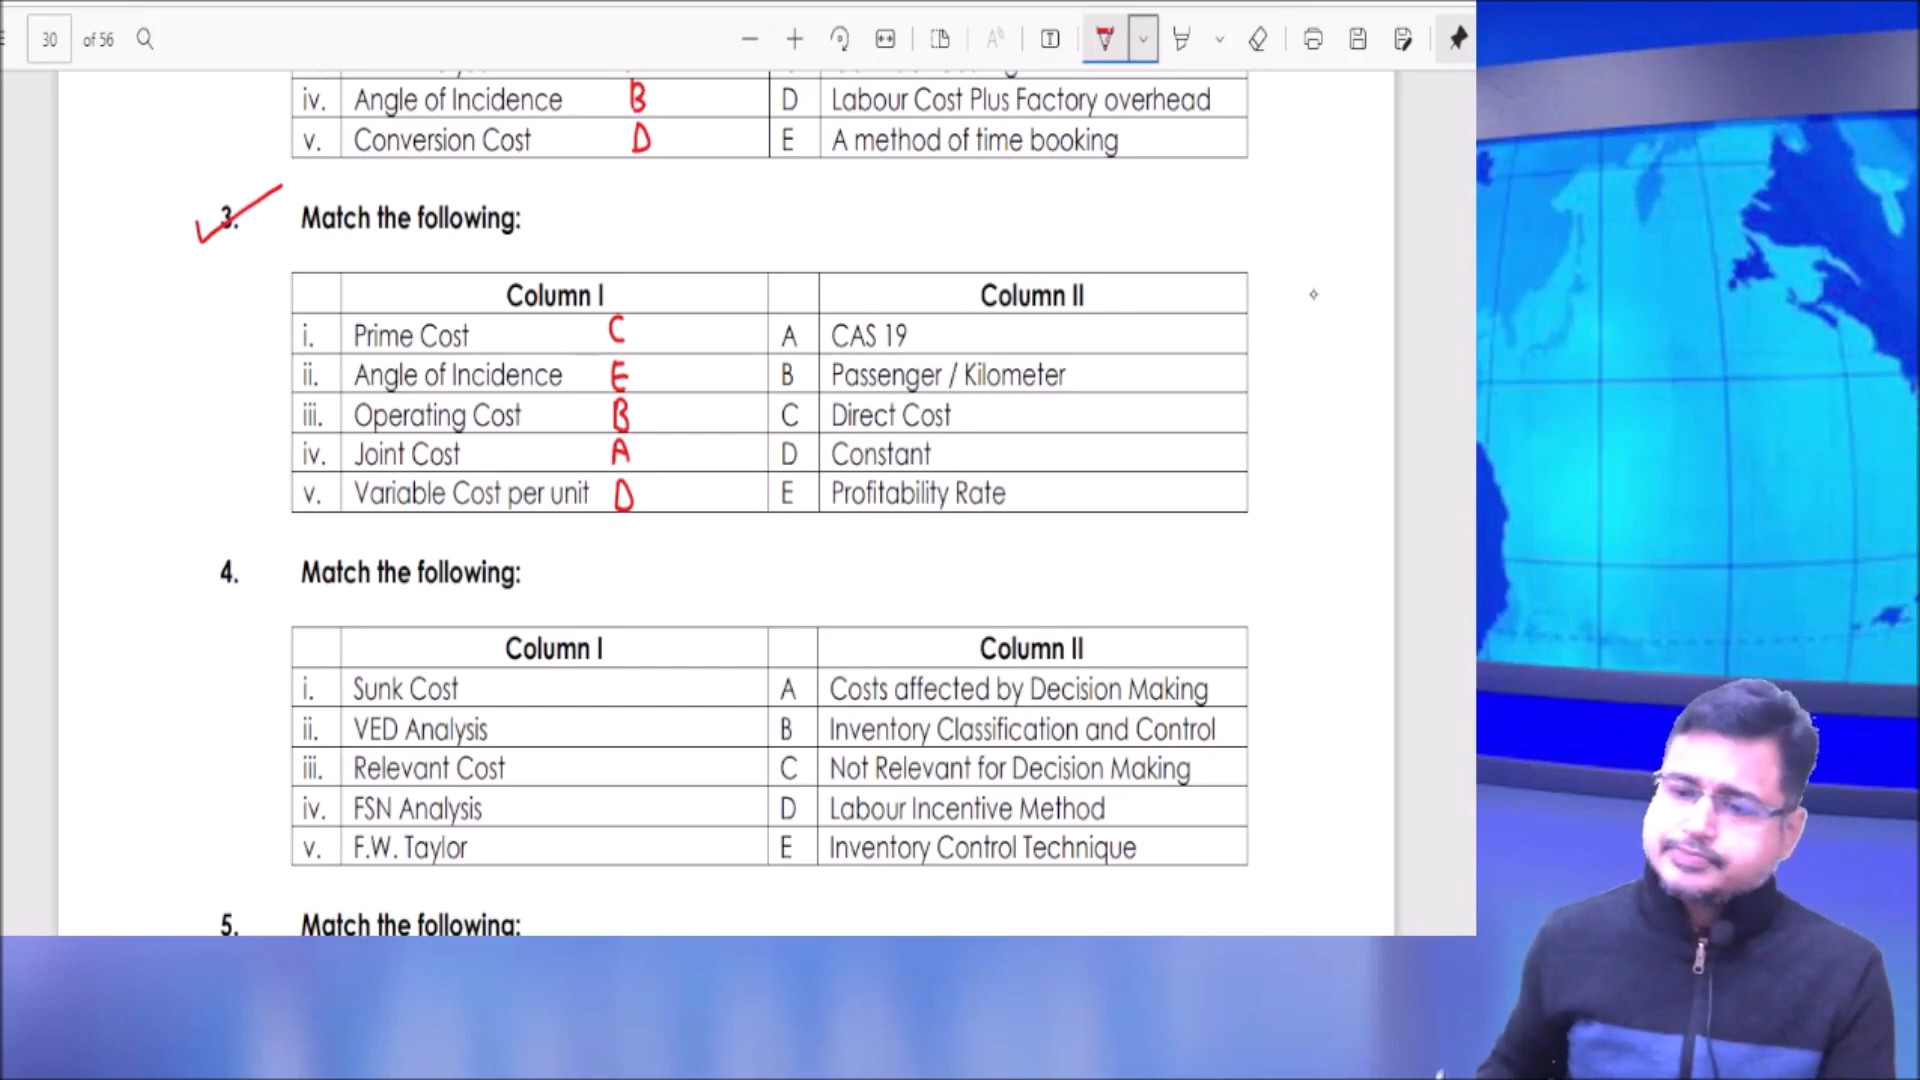 30 of 56
iv. Angle of Incidence B D Labour Cost Plus Factory overhead
v. Conversion Cost D E A method of time booking
3. Match the following:
Column I Column II
i. Prime Cost C A CAS 19
ii. Angle of Incidence E B Passenger / Kilometer
iii. Operating Cost B C Direct Cost
iv. Joint Cost A D Constant
v. Variable Cost per unit D E Profitability Rate
4. Match the following:
Column I Column II
i. Sunk Cost A Costs affected by Decision Making
ii. VED Analysis B Inventory Classification and Control
iii. Relevant Cost C Not Relevant for Decision Making
iv. FSN Analysis D Labour Incentive Method
v. F.W. Taylor E Inventory Control Technique
5. Match the following: